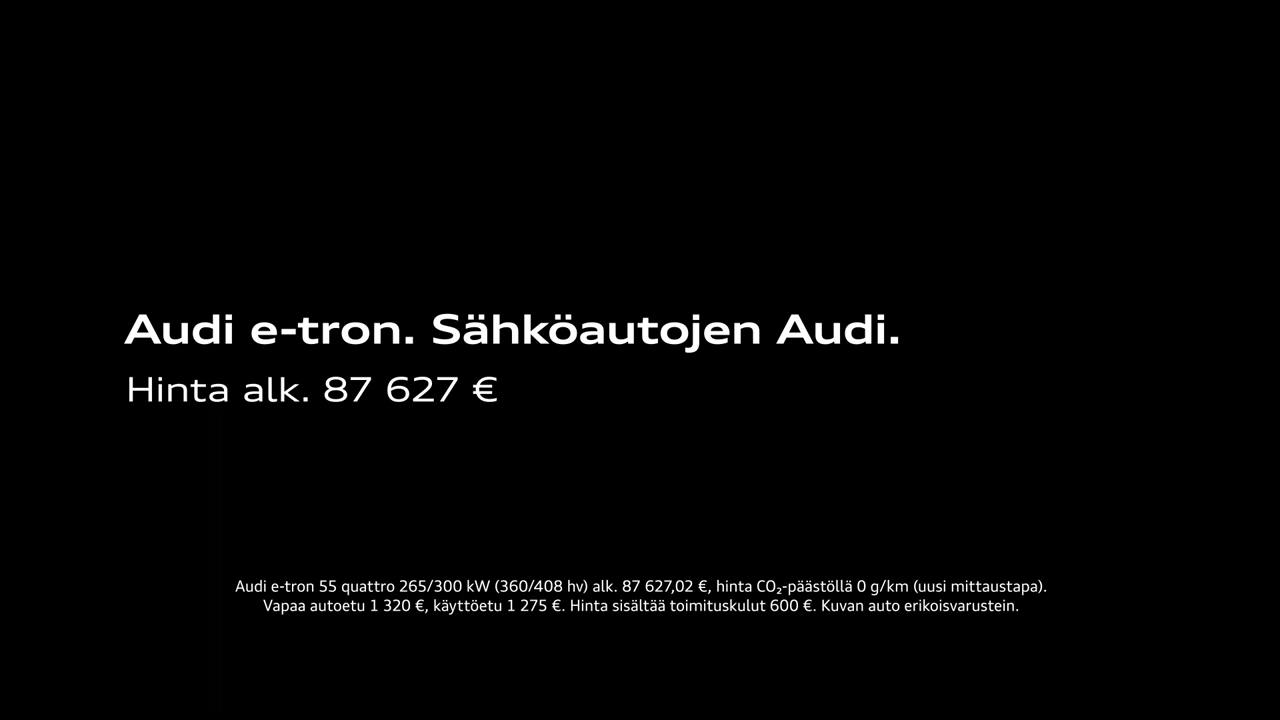 Audi e-tron. Sähköautojen Audi.
Hinta alk. 87 627 €
Audi e-tron 55 quattro 265/300 kW (360/408 hv) alk. 87 627,02 €, hinta CO₂-päästöllä 0 g/km (uusi mittaustapa).
Vapaa autoetu 1 320 €, käyttöetu 1 275 €. Hinta sisältää toimituskulut 600 €. Kuvan auto erikoisvarustein.